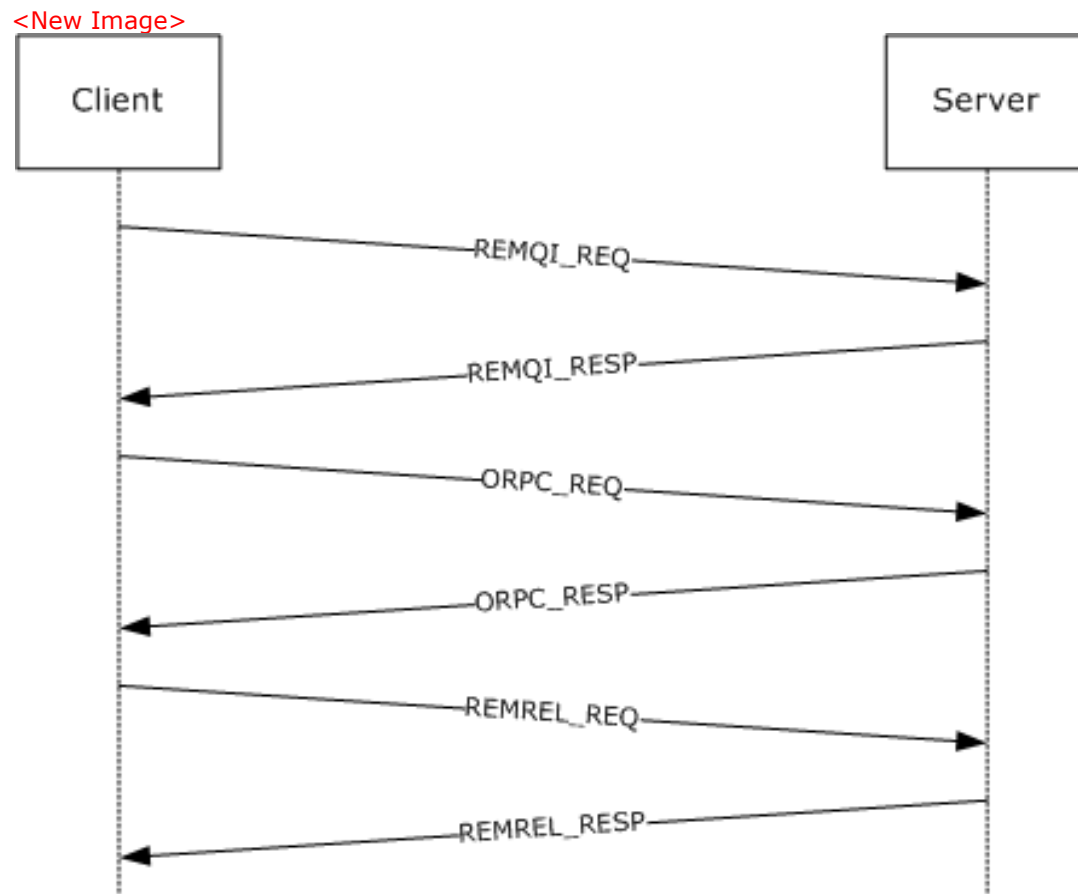 <New Image>
Client
Server
REMQI_REQ
REMQI_RESP
ORPC_REQ
ORPC_RESP
REMREL_REQ
REMREL_RESP